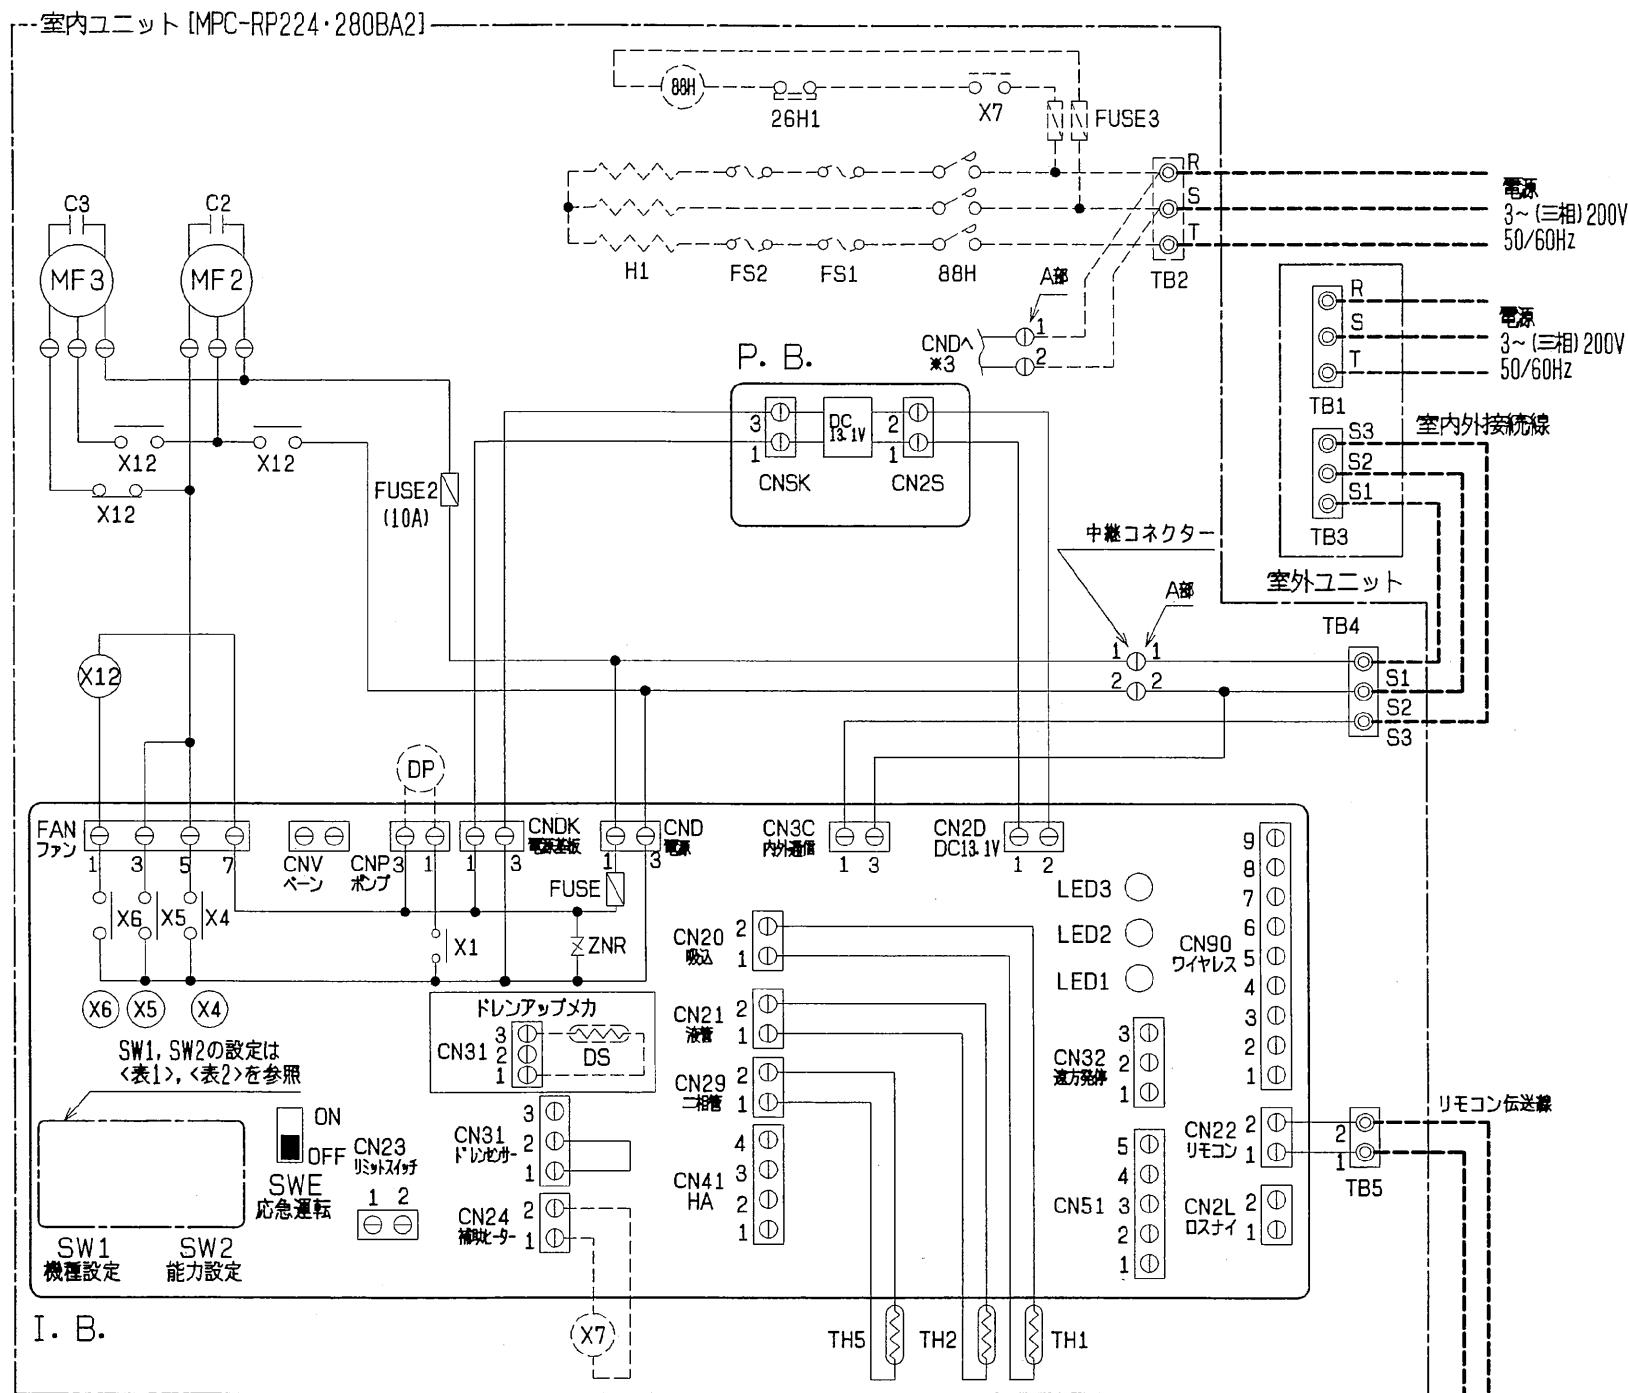 室内ユニット [MPC-RP224・280BA2]
88H
26H1
X7
FUSE3
C3
C2
MF3
MF2
H1
FS2
FS1
88H
R
S
T
TB2
電源
3~(三相)200V
50/60Hz
A部
CNDへ
※3
1
2
R
S
T
TB1
電源
3~(三相)200V
50/60Hz
室内外接続線
S3
S2
S1
TB3
室外ユニット
P. B.
3
1
CNSK
DC
13.1V
2
1
CN2S
X12
X12
X12
FUSE2
(10A)
中継コネクター
A部
1
1
2
2
TB4
S1
S2
S3
X12
DP
FAN
ファン
1
3
5
7
CNV
ベーン
CNP
ポンプ
3
1
CNDK
電源基板
1
3
CND
電源
1
3
CN3C
内外通信
1
3
CN2D
DC13.1V
1
2
X6
X5
X4
X1
FUSE
ZNR
X6
X5
X4
SW1, SW2の設定は
<表1>, <表2>を参照
ドレンアップメカ
CN31
3
2
1
DS
CN20
吸込
2
1
CN21
液管
2
1
CN29
二相管
2
1
CN41
HA
4
3
2
1
LED3
LED2
LED1
CN90
ワイヤレス
9
8
7
6
5
4
3
2
1
CN32
遠方発停
3
2
1
CN51
5
4
3
2
1
CN22
リモコン
2
1
CN2L
ロスナイ
2
1
リモコン伝送線
2
1
TB5
ON
OFF
SWE
応急運転
CN23
リミットスイッチ
1 2
CN31
ドレンセンサー
3
2
1
CN24
補助ヒーター
2
1
SW1
機種設定
SW2
能力設定
I. B.
X7
TH5
TH2
TH1